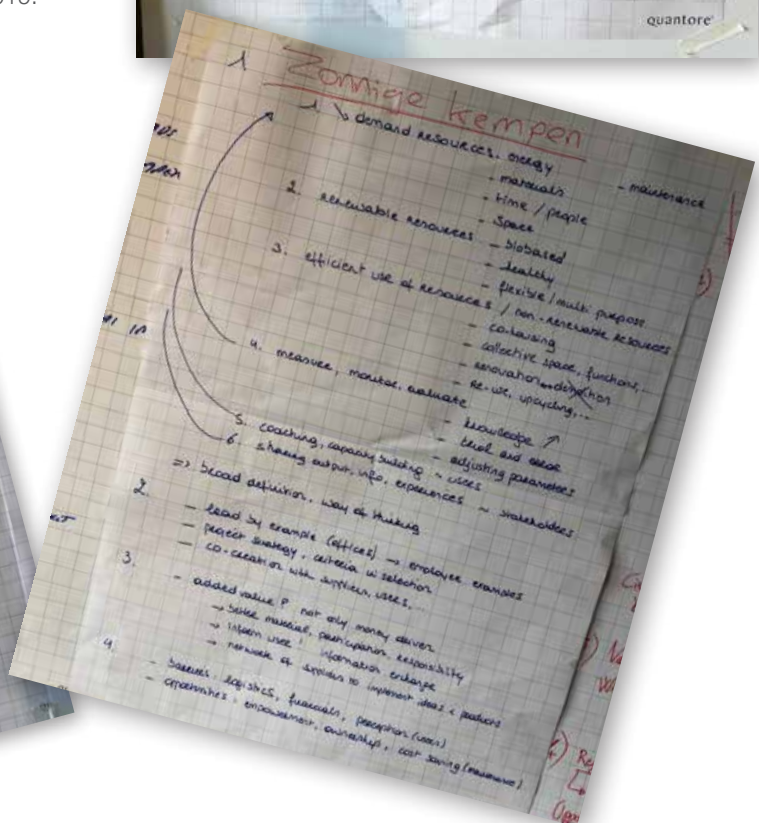 quantore
1 Zonnige Kempen
1 ↘ demand resources, energy
- materials - maintenance
- time / people
- space
2. renewable resources - biobased
- healthy
- flexible / multi purpose
3. efficient use of resources / non-renewable resources
- co-housing
- collective space, functions,...
- renovation demolition
- re-use, upcycling,...
4. measure, monitor, evaluate
- knowledge ↗
- trial and error
- adjusting parameters
5. coaching, capacity building ~ users
6. sharing output, info, experiences ~ stakeholders
=> broad definition, way of thinking
2.
- lead by example (offices) → employee examples
- project strategy, criteria in selection
- co-creation with suppliers, users,...
3.
- added value P not only money driven
→ better material, participation, responsibility
→ inform user! information exchange
→ network of suppliers to implement ideas & products
4.
- barriers, logistics, financials, perception (users)
- opportunities: empowerment, ownership, cost saving (maintenance)